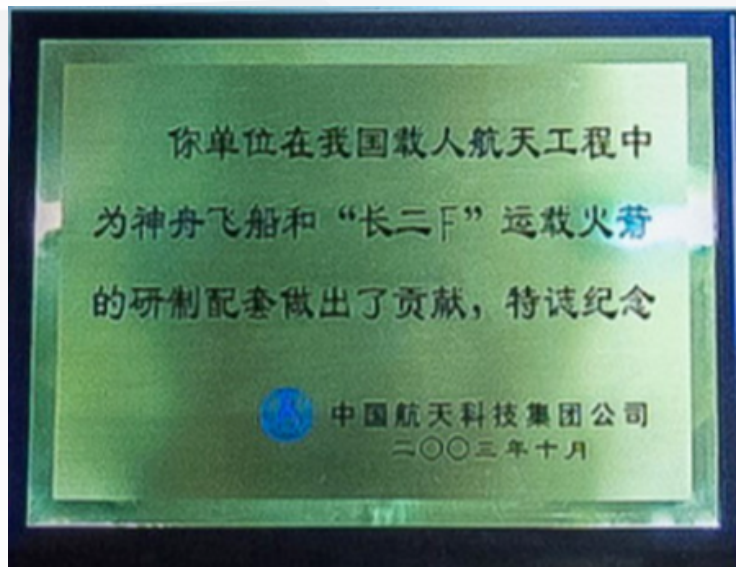 你单位在我国载人航天工程中
为神舟飞船和“长二F”运载火箭
的研制配套做出了贡献，特诚纪念
中国航天科技集团公司
二〇〇三年十月